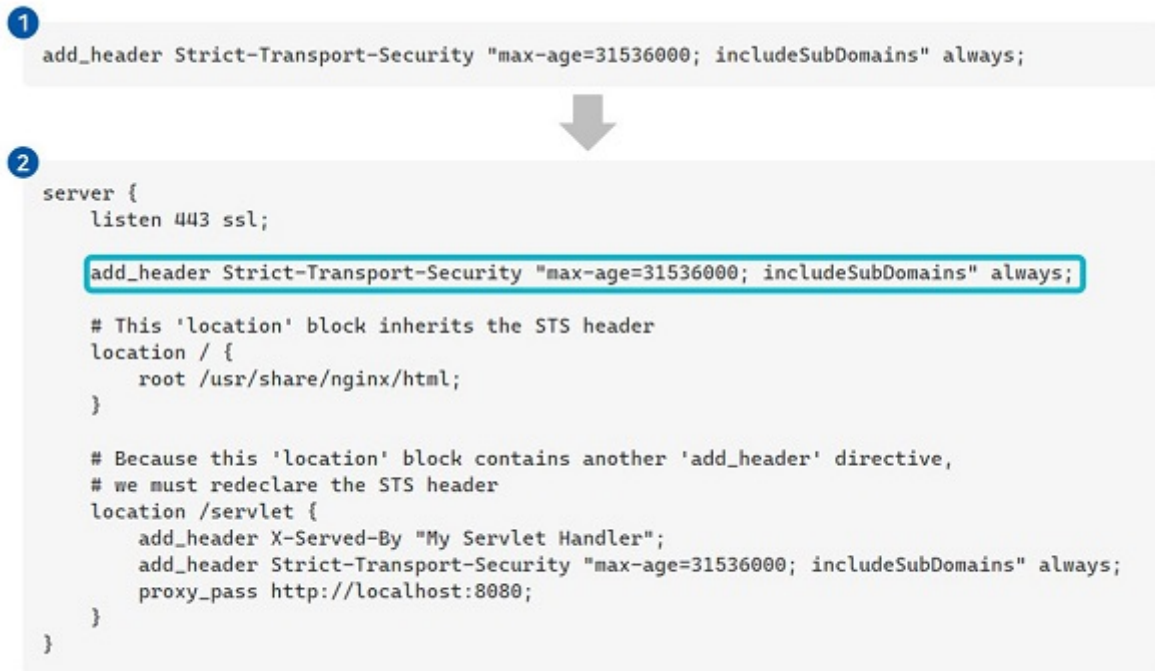 1
add_header Strict-Transport-Security "max-age=31536000; includeSubDomains" always;
2
server {
    listen 443 ssl;
    add_header Strict-Transport-Security "max-age=31536000; includeSubDomains" always;
    # This 'location' block inherits the STS header
    location / {
        root /usr/share/nginx/html;
    }
    # Because this 'location' block contains another 'add_header' directive,
    # we must redeclare the STS header
    location /servlet {
        add_header X-Served-By "My Servlet Handler";
        add_header Strict-Transport-Security "max-age=31536000; includeSubDomains" always;
        proxy_pass http://localhost:8080;
    }
}